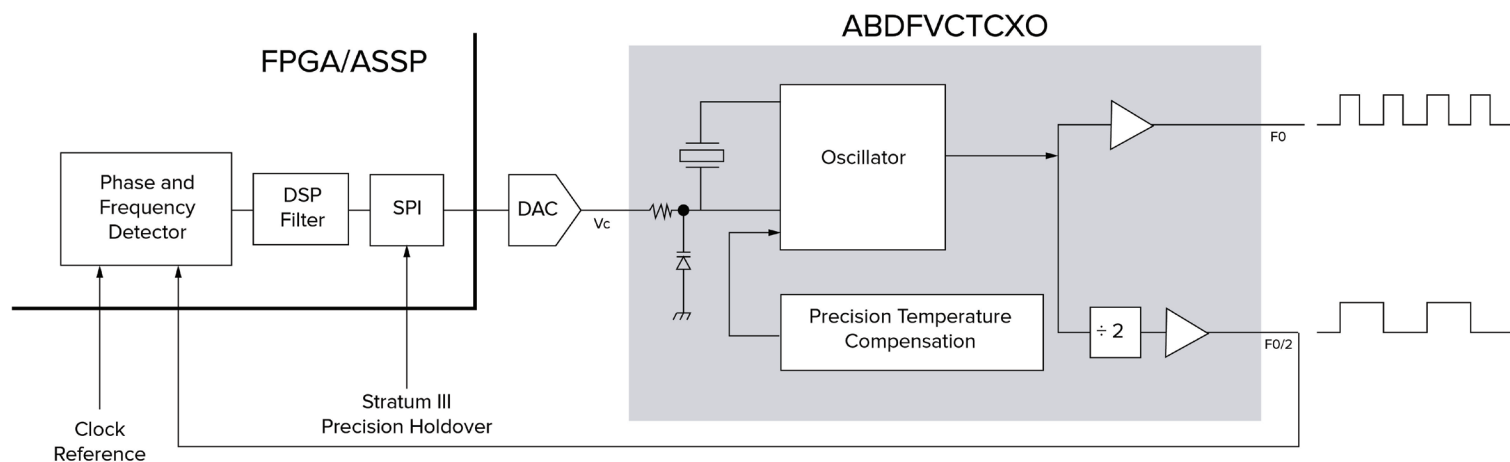 ABDFVCTCXO
FPGA/ASSP
Phase and
Frequency
Detector
DSP
Filter
SPI
DAC
Vc
Oscillator
Precision Temperature
Compensation
÷ 2
F0
F0/2
Stratum III
Precision Holdover
Clock
Reference